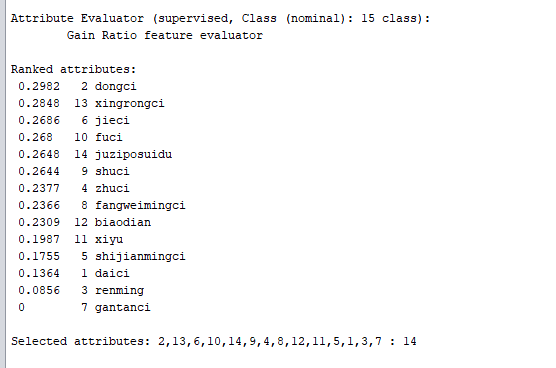 Attribute Evaluator (supervised, Class (nominal): 15 class):
Gain Ratio feature evaluator
Ranked attributes:
0.2982 2 dongci
0.2848 13 xingrongci
0.2686 6 jieci
0.268 10 fuci
0.2648 14 juziposuidu
0.2644 9 shuci
0.2377 4 zhuci
0.2366 8 fangweimingci
0.2309 12 biaodian
0.1987 11 xiyu
0.1755 5 shijianmingci
0.1364 1 daici
0.0856 3 renming
0 7 gantanci
Selected attributes: 2,13,6,10,14,9,4,8,12,11,5,1,3,7 : 14